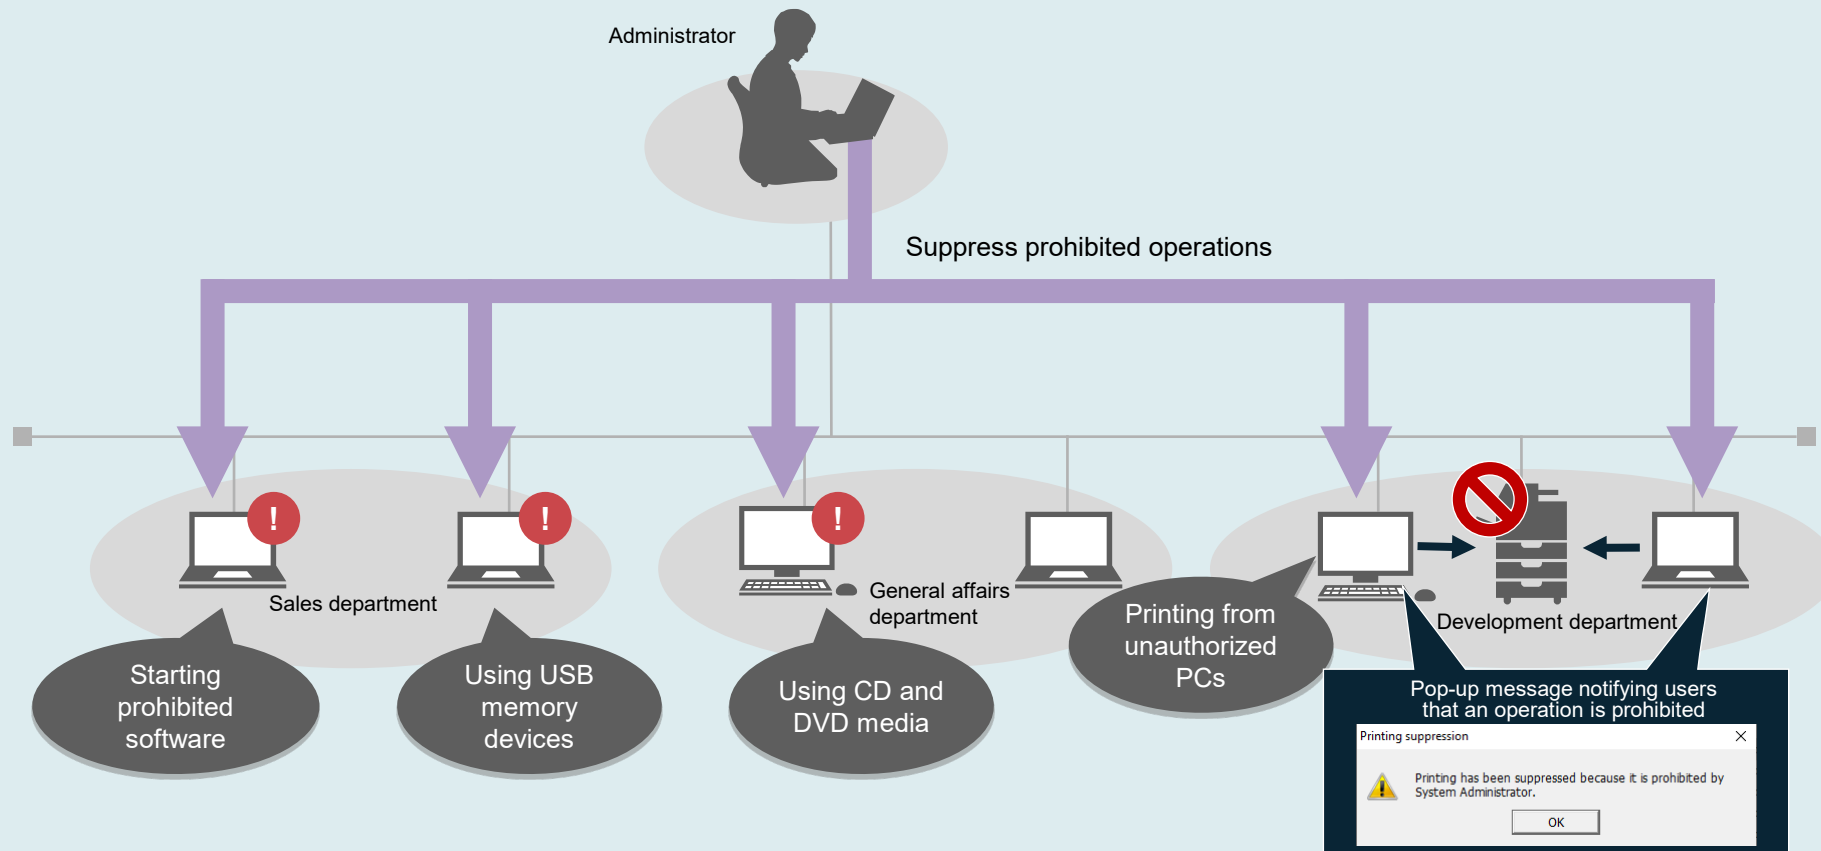 Administrator
Suppress prohibited operations
!
!
!
Sales department
General affairs
department
Development department
Starting
prohibited
software
Using USB
memory
devices
Using CD and
DVD media
Printing from
unauthorized
PCs
Pop-up message notifying users
that an operation is prohibited
Printing suppression
Printing has been suppressed because it is prohibited by
System Administrator.
OK